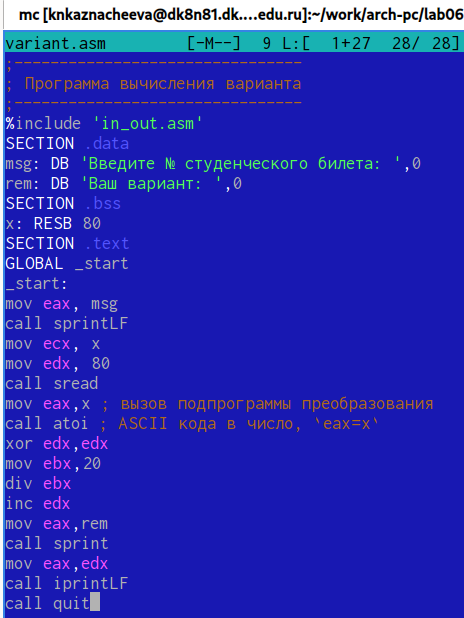 mc [knkaznacheeva@dk8n81.dk....edu.ru]:~/work/arch-pc/lab06
variant.asm [-M--] 9 L:[ 1+27 28/ 28]
;--------------------------------
; Программа вычисления варианта
;--------------------------------
%include 'in_out.asm'
SECTION .data
msg: DB 'Введите № студенческого билета: ',0
rem: DB 'Ваш вариант: ',0
SECTION .bss
x: RESB 80
SECTION .text
GLOBAL _start
_start:
mov eax, msg
call sprintLF
mov ecx, x
mov edx, 80
call sread
mov eax,x ; вызов подпрограммы преобразования
call atoi ; ASCII кода в число, `eax=x`
xor edx,edx
mov ebx,20
div ebx
inc edx
mov eax,rem
call sprint
mov eax,edx
call iprintLF
call quit